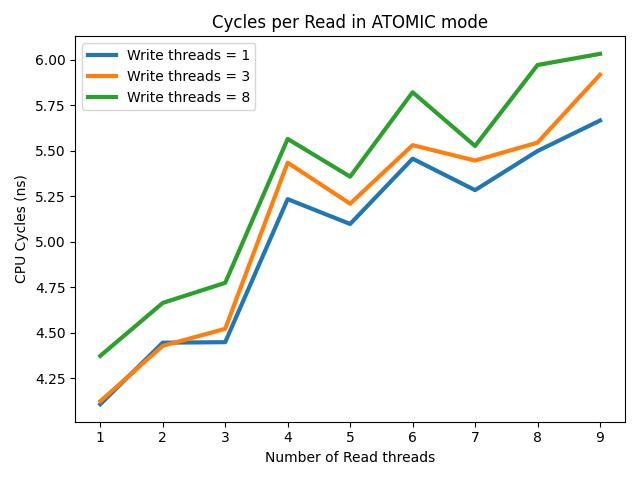 Cycles per Read in ATOMIC mode
Write threads = 1
Write threads = 3
Write threads = 8
CPU Cycles (ns)
6.00
5.75
5.50
5.25
5.00
4.75
4.50
4.25
1 2 3 4 5 6 7 8 9
Number of Read threads